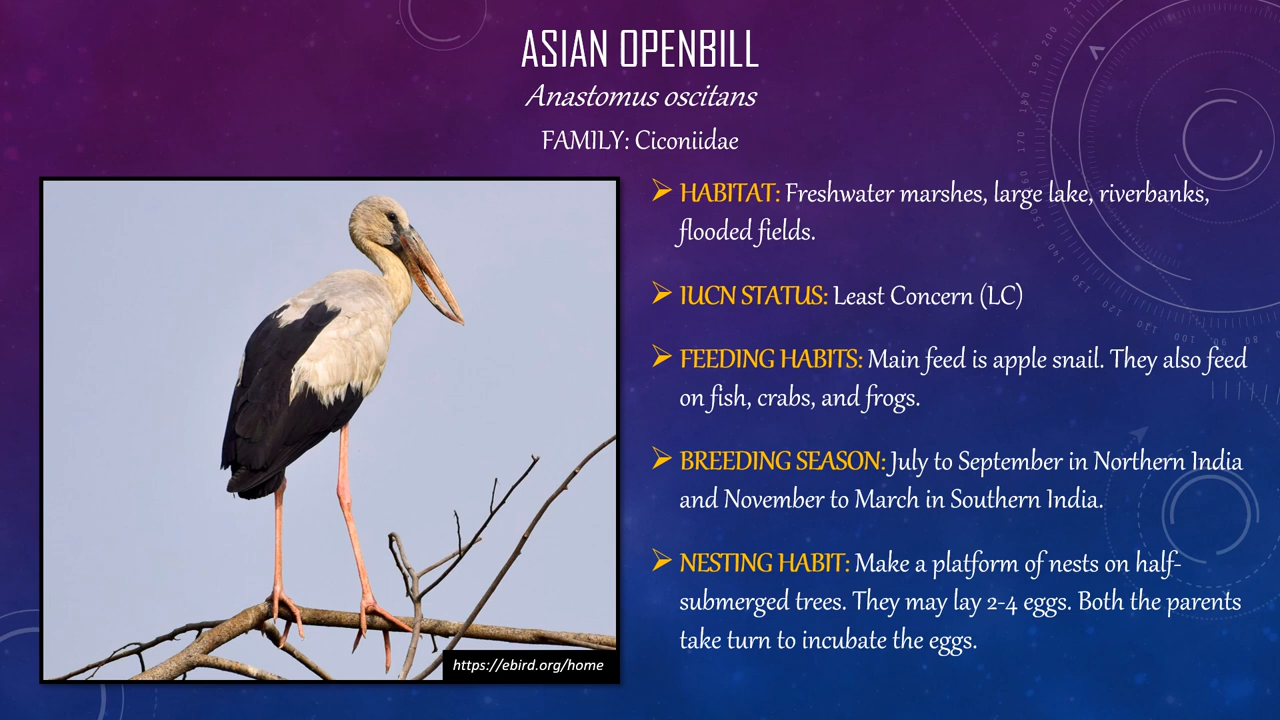 ASIAN OPENBILL
Anastomus oscitans
FAMILY: Ciconiidae
HABITAT: Freshwater marshes, large lake, riverbanks,
flooded fields.
IUCN STATUS: Least Concern (LC)
FEEDING HABITS: Main feed is apple snail. They also feed
on fish, crabs, and frogs.
BREEDING SEASON: July to September in Northern India
and November to March in Southern India.
NESTING HABIT: Make a platform of nests on half-
submerged trees. They may lay 2-4 eggs. Both the parents
take turn to incubate the eggs.
https://ebird.org/home